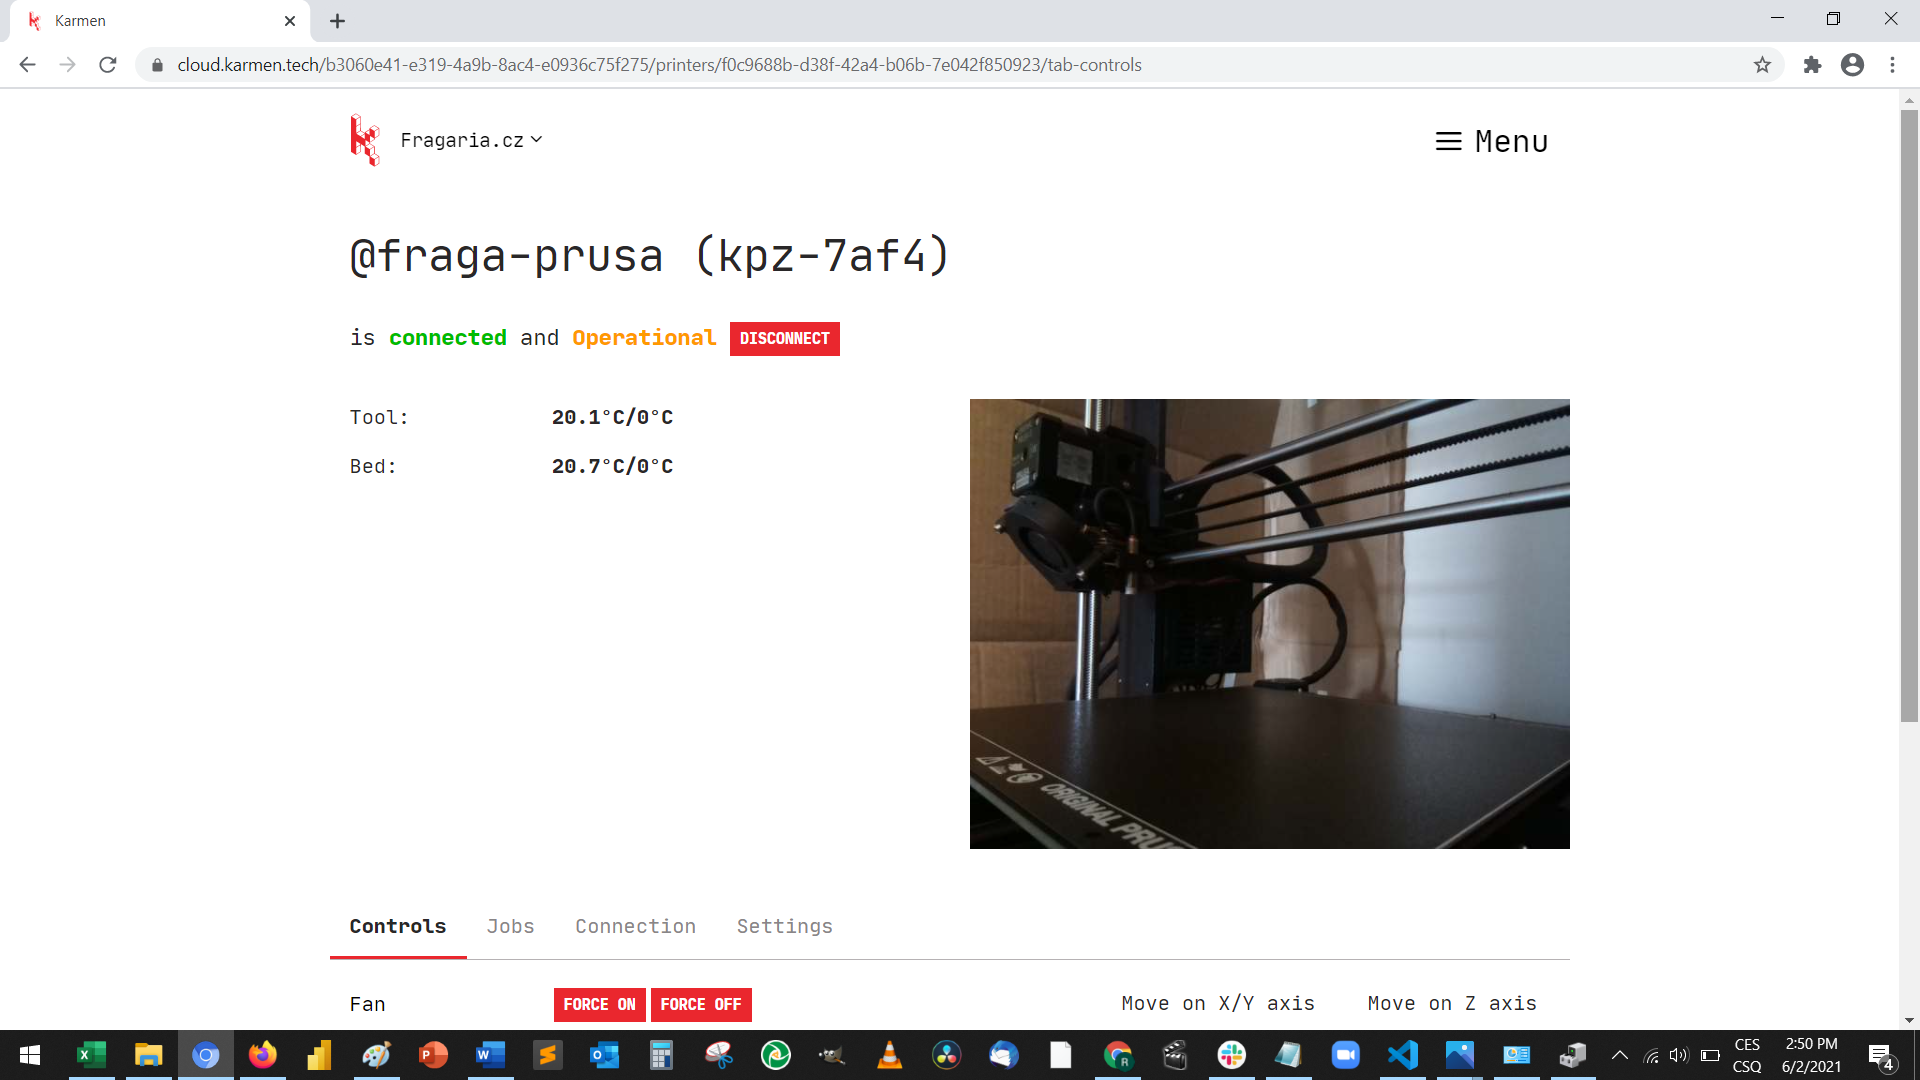 Karmen
cloud.karmen.tech/b3060e41-e319-4a9b-8ac4-e0936c75f275/printers/f0c9688b-d38f-42a4-b06b-7e042f850923/tab-controls
Fragaria.cz
Menu
@fraga-prusa (kpz-7af4)
is connected and Operational DISCONNECT
Tool: 20.1°C/0°C
Bed: 20.7°C/0°C
ORIGINAL PRUS
Controls Jobs Connection Settings
Fan FORCE ON FORCE OFF Move on X/Y axis Move on Z axis
CES 2:50 PM
CSQ 6/2/2021
4